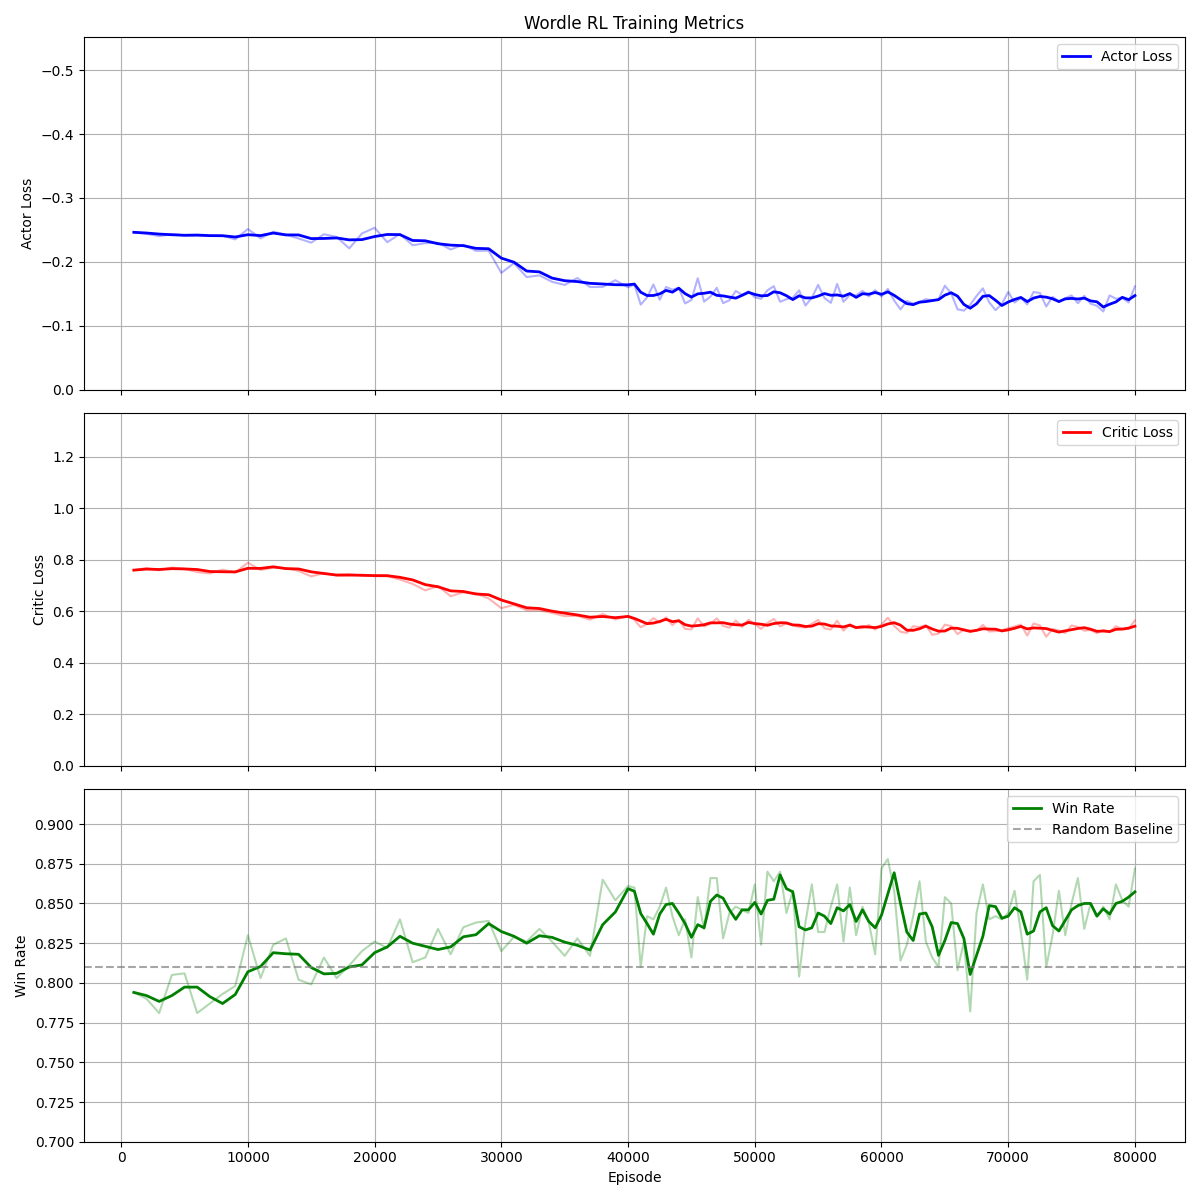 Wordle RL Training Metrics
Actor Loss
−0.5
−0.4
−0.3
−0.2
−0.1
0.0
Actor Loss
Critic Loss
1.2
1.0
0.8
0.6
0.4
0.2
0.0
Critic Loss
Win Rate
Random Baseline
0.900
0.875
0.850
0.825
0.800
0.775
0.750
0.725
0.700
Win Rate
0 10000 20000 30000 40000 50000 60000 70000 80000
Episode